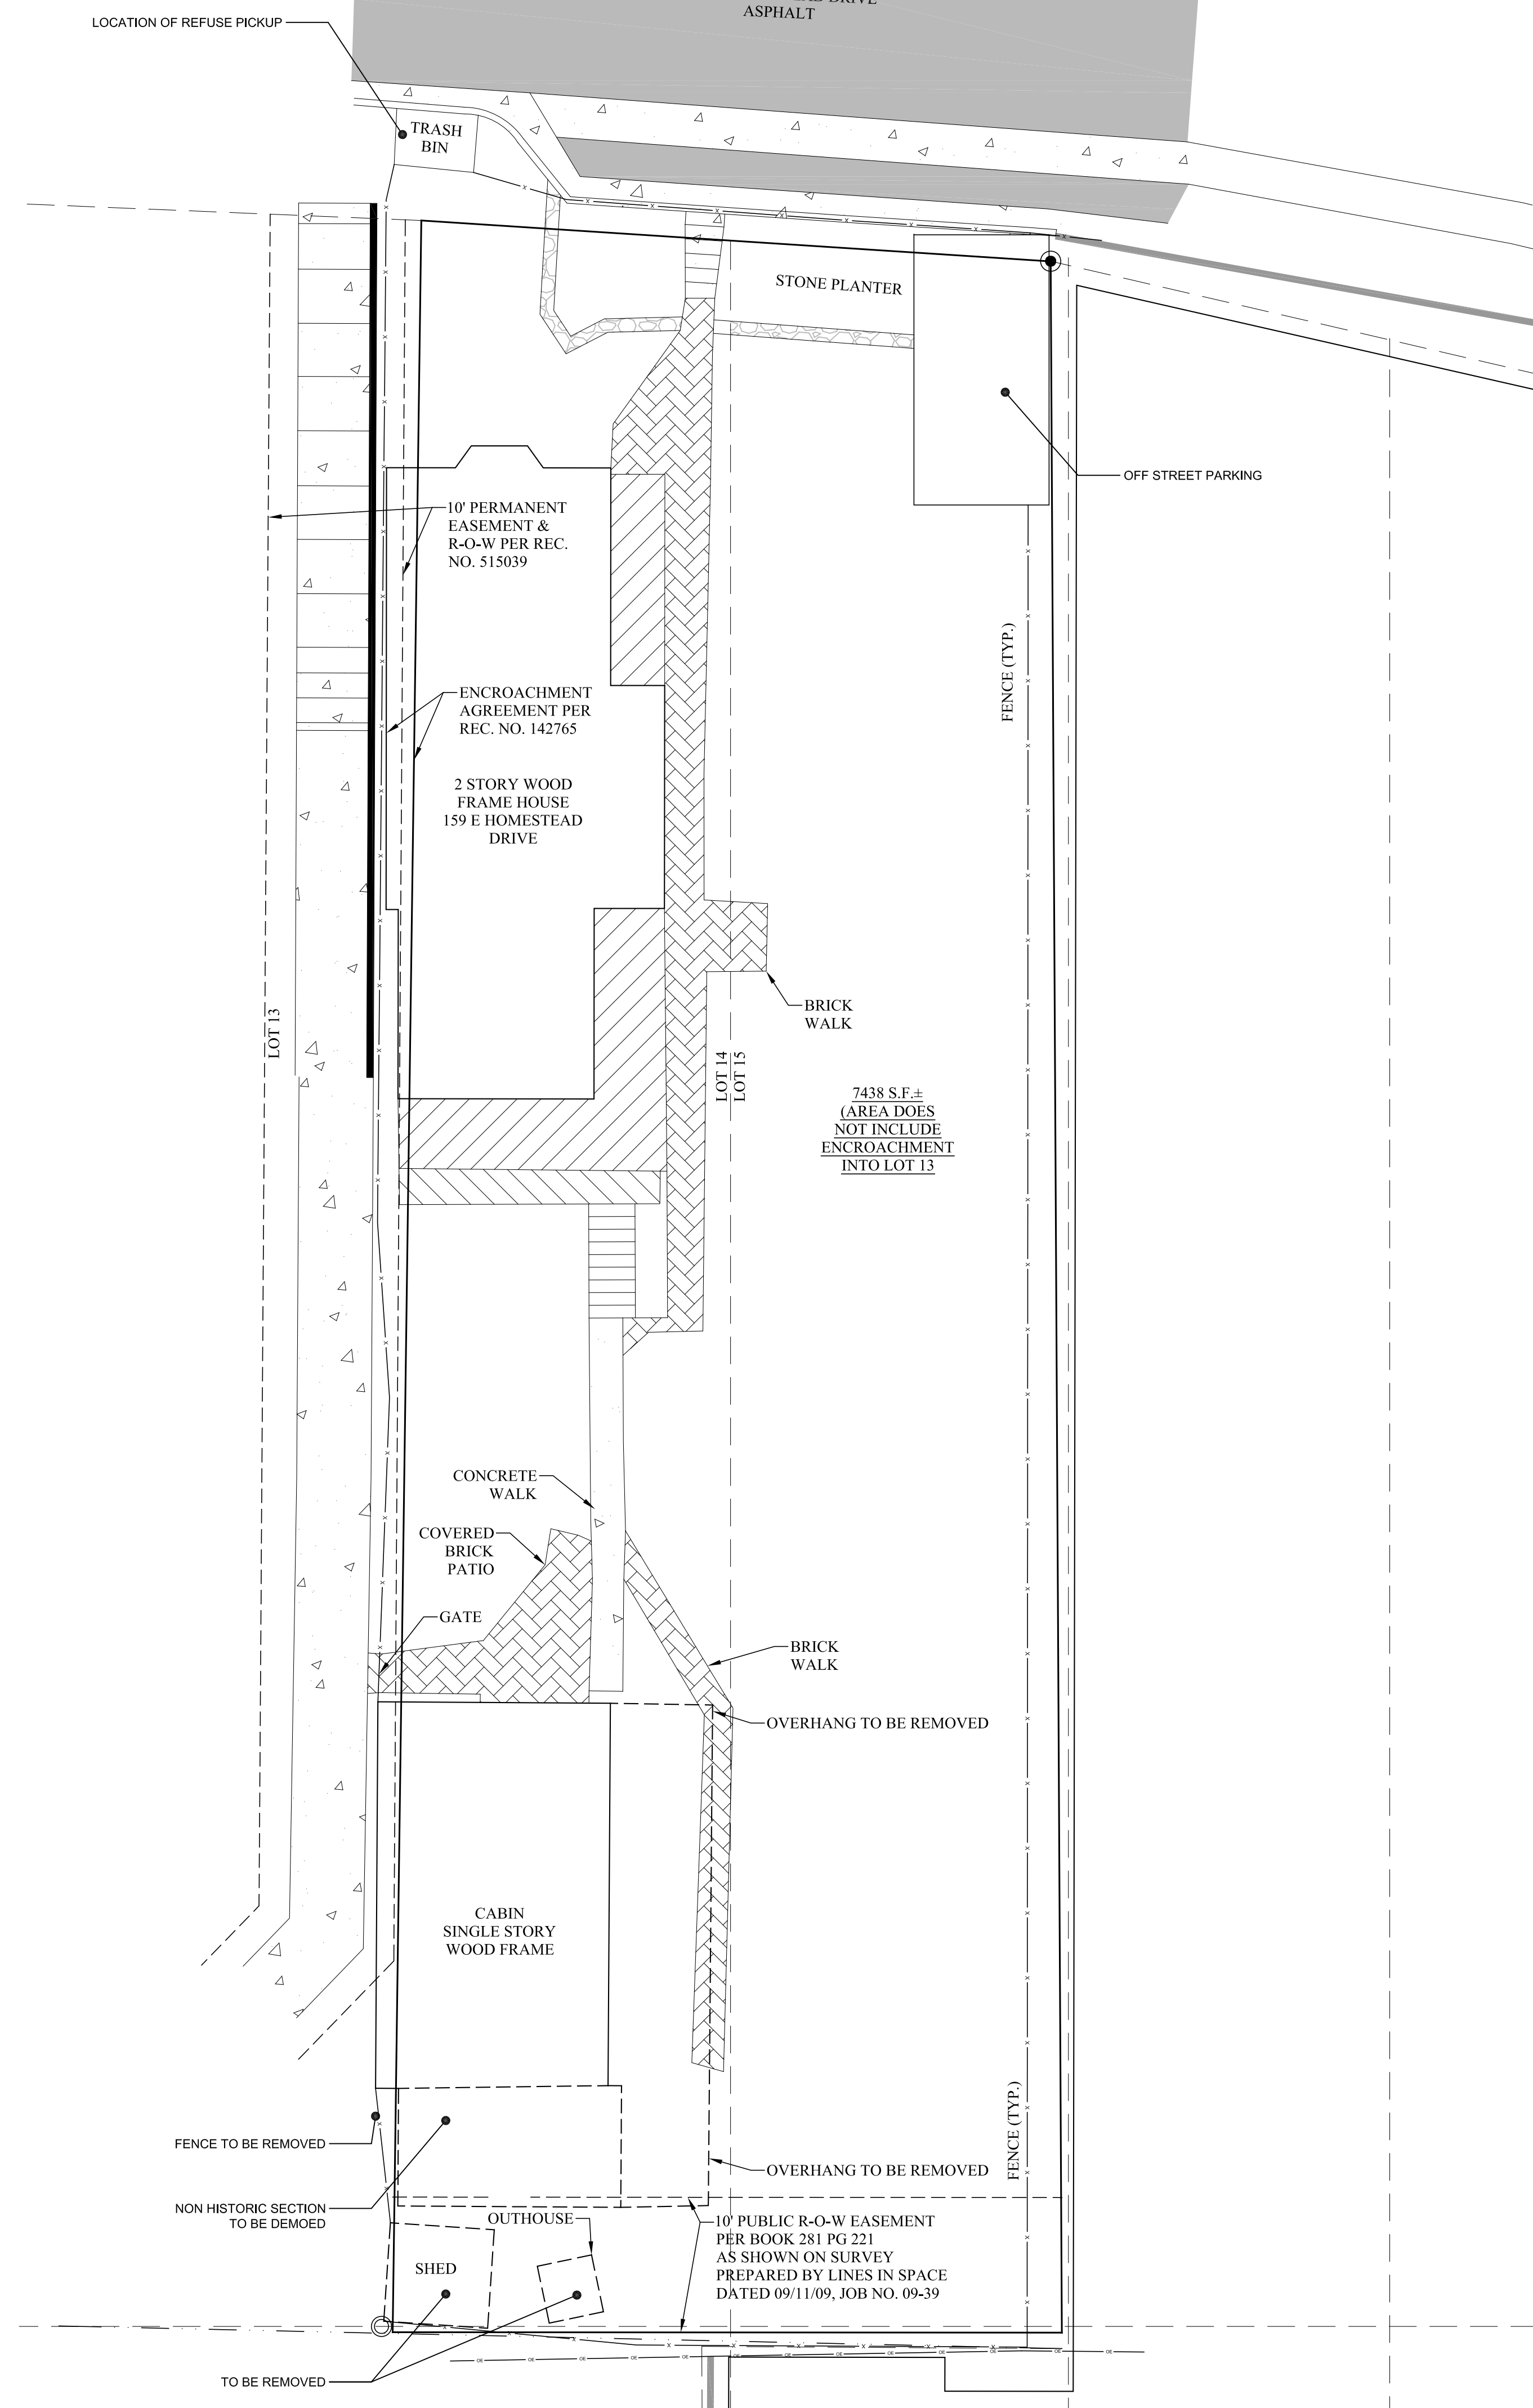 DRIVE
ASPHALT
LOCATION OF REFUSE PICKUP
TRASH
BIN
STONE PLANTER
OFF STREET PARKING
10' PERMANENT
EASEMENT &
R-O-W PER REC.
NO. 515039
FENCE (TYP.)
ENCROACHMENT
AGREEMENT PER
REC. NO. 142765
2 STORY WOOD
FRAME HOUSE
159 E HOMESTEAD
DRIVE
BRICK
WALK
LOT 13
LOT 14
LOT 15
7438 S.F.±
(AREA DOES
NOT INCLUDE
ENCROACHMENT
INTO LOT 13
CONCRETE
WALK
COVERED
BRICK
PATIO
GATE
BRICK
WALK
OVERHANG TO BE REMOVED
CABIN
SINGLE STORY
WOOD FRAME
FENCE (TYP.)
FENCE TO BE REMOVED
OVERHANG TO BE REMOVED
NON HISTORIC SECTION
TO BE DEMOED
OUTHOUSE
10' PUBLIC R-O-W EASEMENT
PER BOOK 281 PG 221
AS SHOWN ON SURVEY
PREPARED BY LINES IN SPACE
DATED 09/11/09, JOB NO. 09-39
SHED
TO BE REMOVED